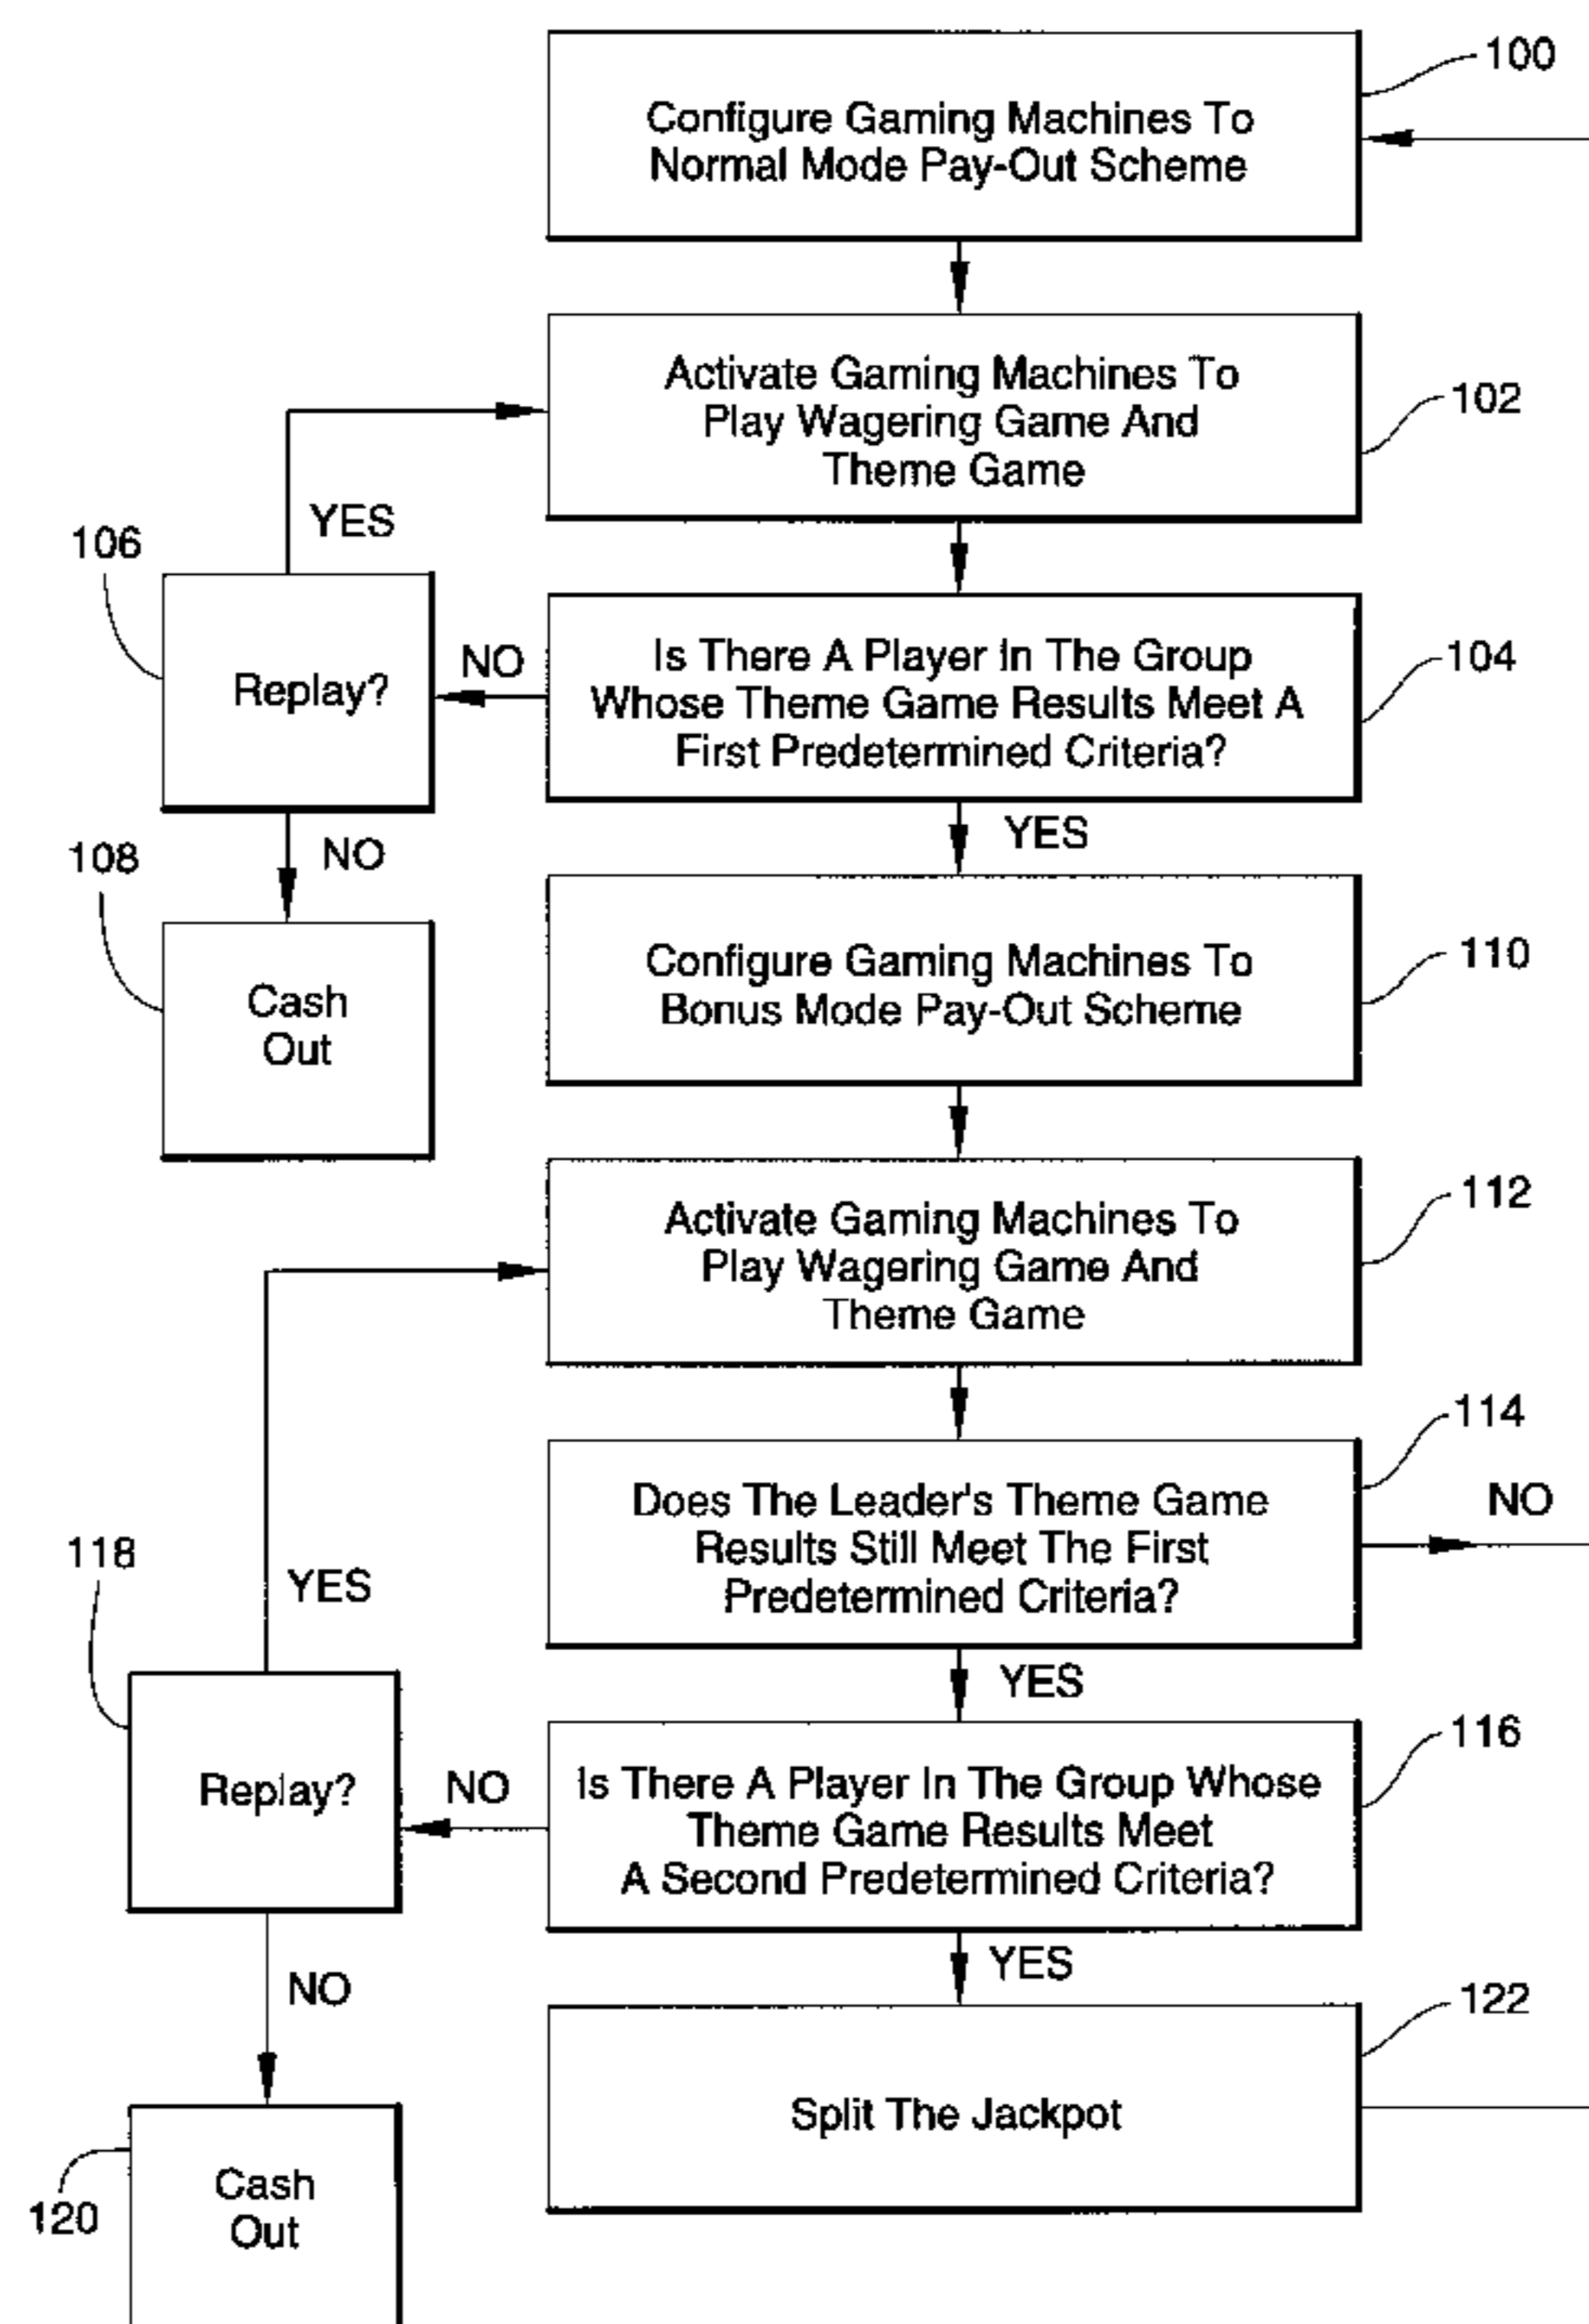 100
Configure Gaming Machines To
Normal Mode Pay-Out Scheme
Activate Gaming Machines To
Play Wagering Game And
Theme Game
102
YES
106
Replay?
NO
Is There A Player In The Group
Whose Theme Game Results Meet A
First Predetermined Criteria?
104
YES
NO
108
Cash
Out
Configure Gaming Machines To
Bonus Mode Pay-Out Scheme
110
Activate Gaming Machines To
Play Wagering Game And
Theme Game
112
114
Does The Leader's Theme Game
Results Still Meet The First
Predetermined Criteria?
NO
YES
118
YES
Replay?
NO
Is There A Player In The Group Whose
Theme Game Results Meet
A Second Predetermined Criteria?
116
YES
NO
122
Split The Jackpot
120
Cash
Out